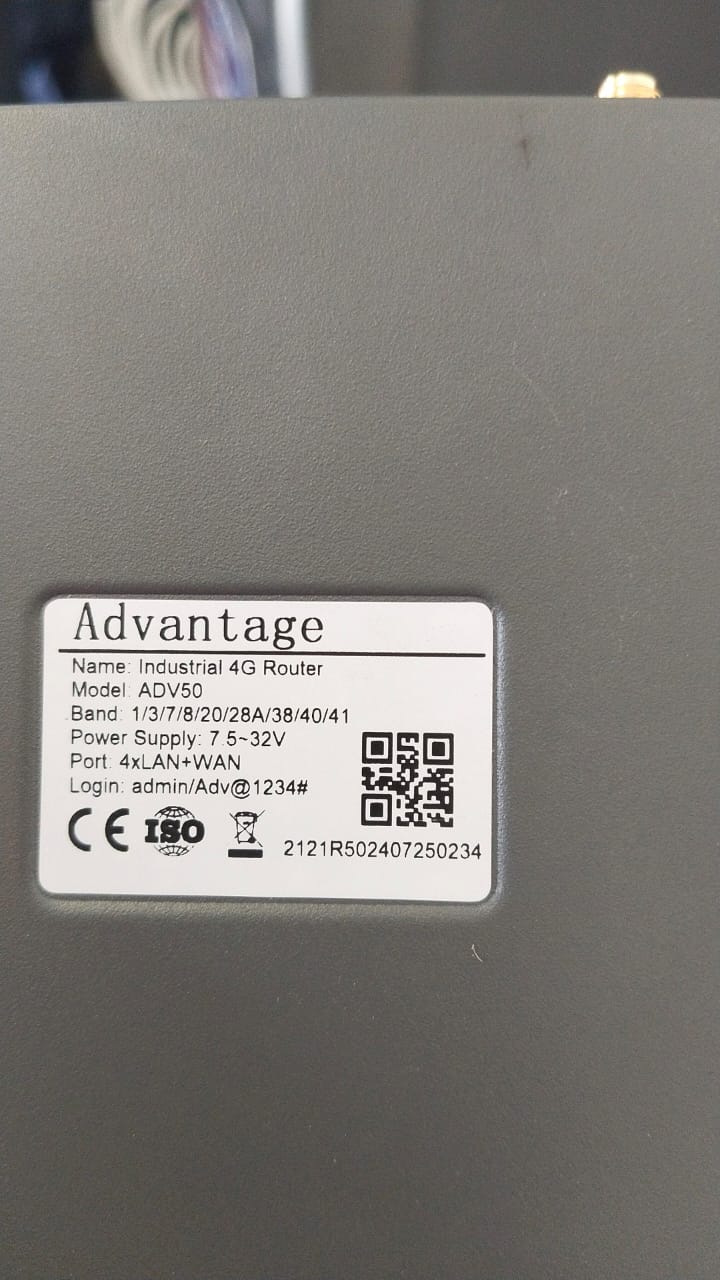 Advantage
Name: Industrial 4G Router
Model: ADV50
Band: 1/3/7/8/20/28A/38/40/41
Power Supply: 7.5~32V
Port: 4xLAN+WAN
Login: admin/Adv@1234#
CE ISO
2121R502407250234